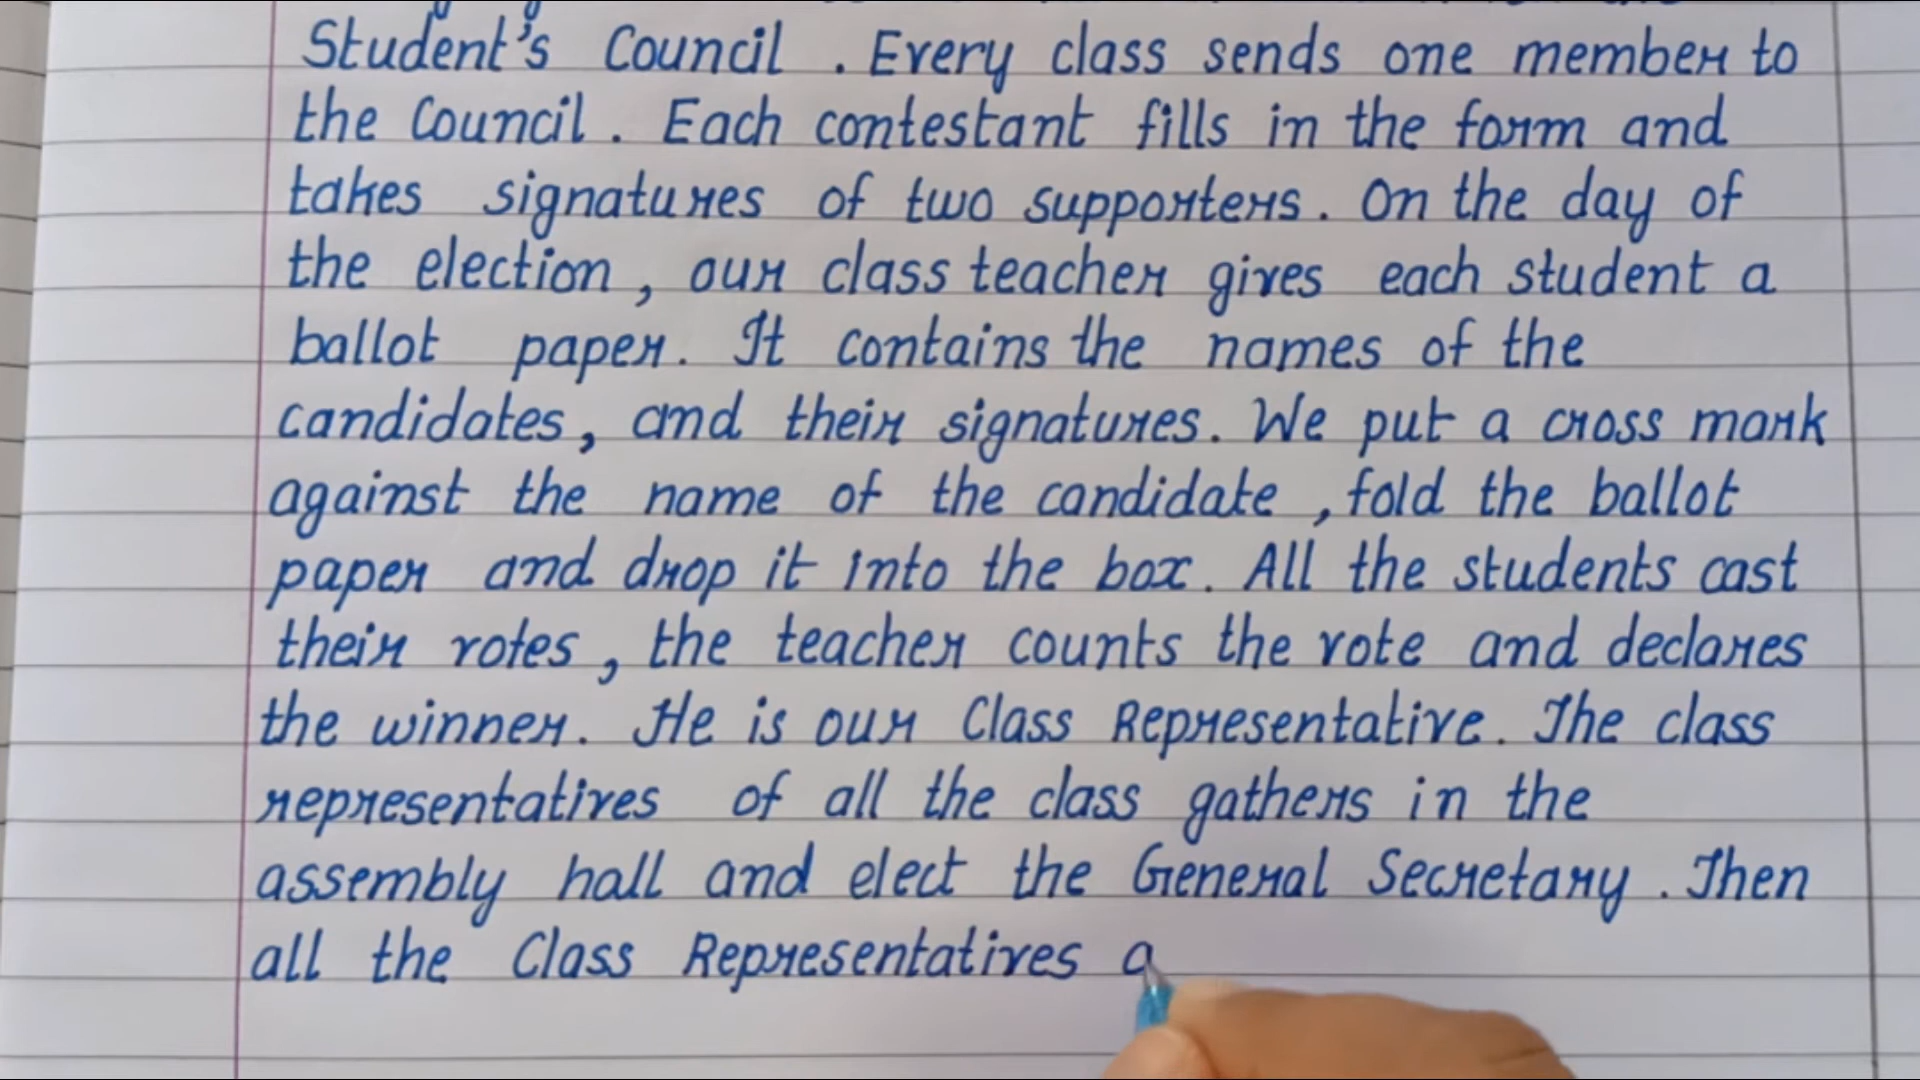 Student's Council . Every class sends one member to
the Council . Each contestant fills in the form and
takes signatures of two supporters. On the day of
the election , our class teacher gives each student a
ballot paper. It contains the names of the
candidates, and their signatures. We put a cross mark
against the name of the candidate , fold the ballot
paper and drop it into the box. All the students cast
their votes , the teacher counts the vote and declares
the winner. He is our Class Representative. The class
representatives of all the class gathers in the
assembly hall and elect the General Secretary . Then
all the Class Representatives a